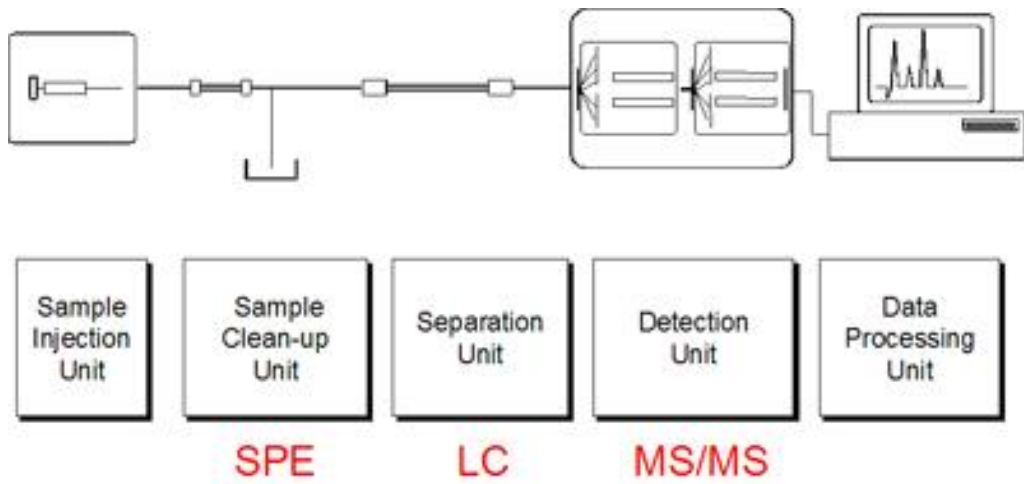 Sample
Injection
Unit
Sample
Clean-up
Unit
Separation
Unit
Detection
Unit
Data
Processing
Unit
SPE
LC
MS/MS